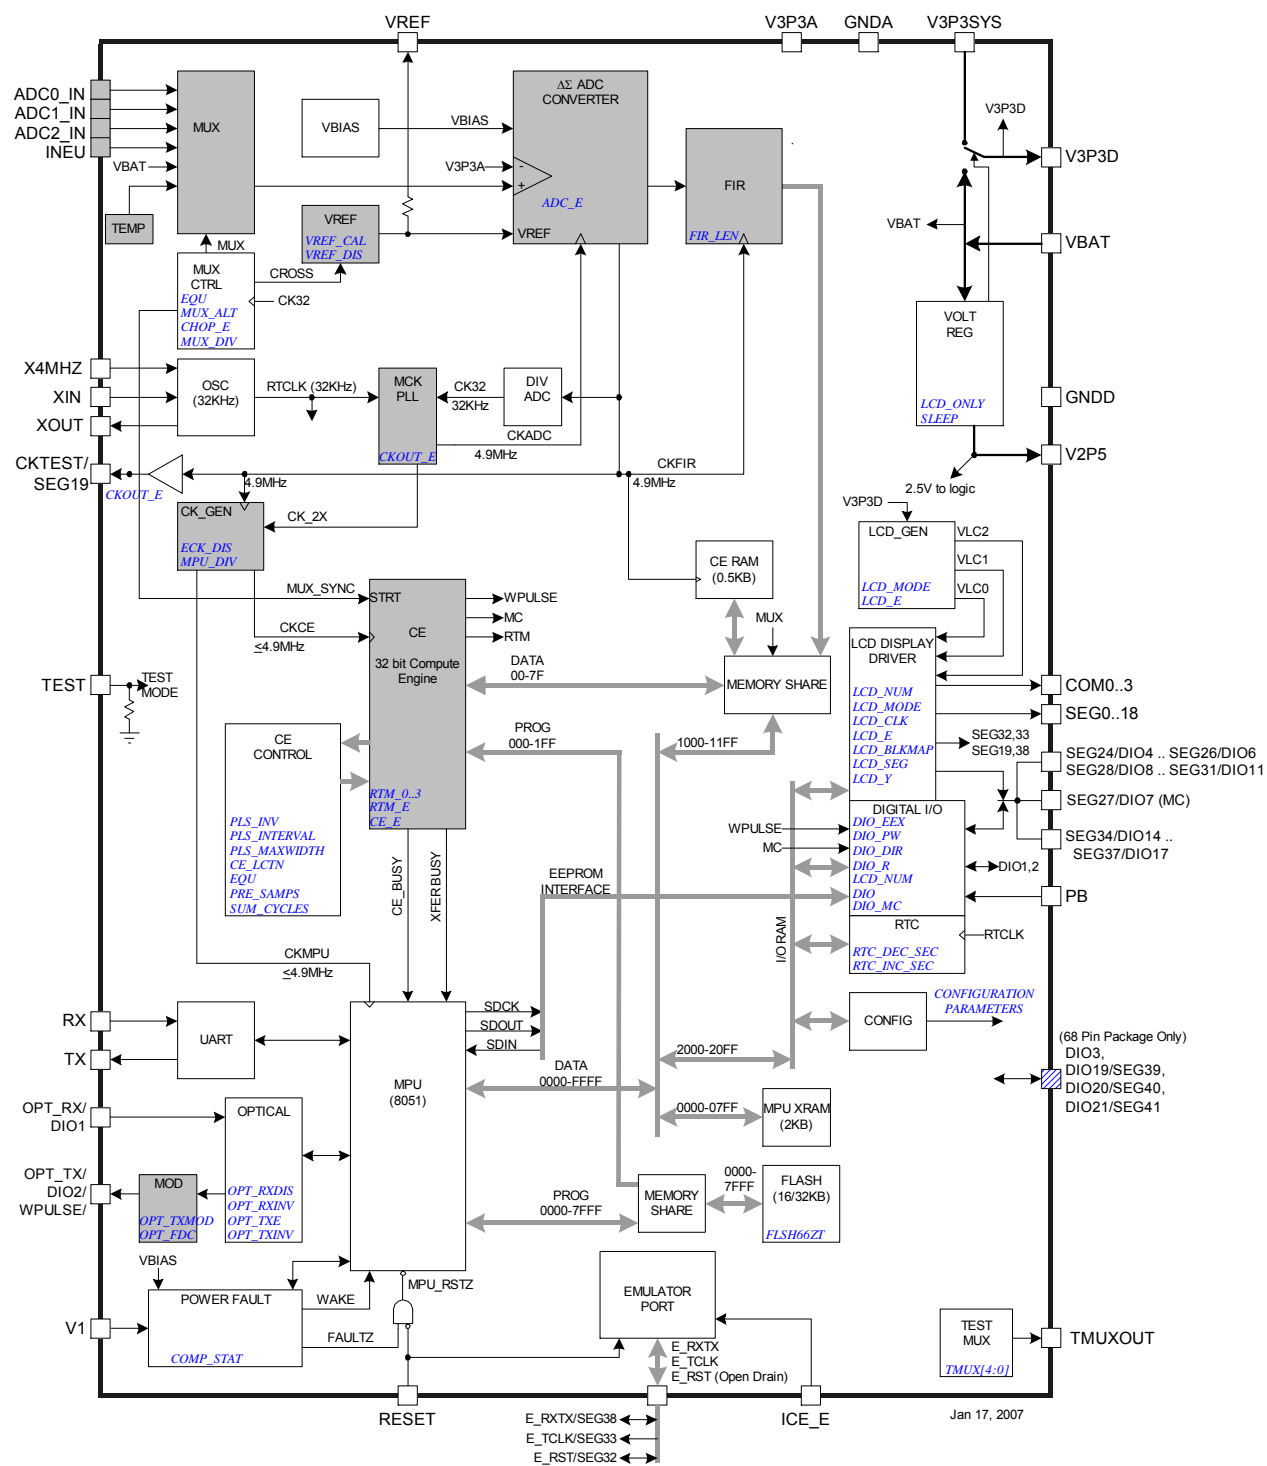 VREF
V3P3A
GNDA
V3P3SYS
ADC0_IN
ADC1_IN
ADC2_IN
INEU
VBAT
TEMP
MUX
MUX
VBIAS
VBIAS
ΔΣ ADC
CONVERTER
V3P3A
-
+
ADC_E
VREF
VREF
VREF_CAL
VREF_DIS
FIR
FIR_LEN
V3P3D
V3P3D
VBAT
VBAT
MUX
CTRL
EQU
MUX_ALT
CHOP_E
MUX_DIV
CROSS
CK32
VOLT
REG
LCD_ONLY
SLEEP
X4MHZ
XIN
XOUT
OSC
(32KHz)
RTCLK (32KHz)
MCK
PLL
CKOUT_E
CK32
32KHz
DIV
ADC
CKADC
4.9MHz
GNDD
V2P5
2.5V to logic
CKTEST/
SEG19
CKOUT_E
4.9MHz
CKFIR
4.9MHz
CK_GEN
ECK_DIS
MPU_DIV
CK_2X
V3P3D
LCD_GEN
LCD_MODE
LCD_E
VLC2
VLC1
VLC0
CE RAM
(0.5KB)
MUX_SYNC
STRT
CE
32 bit Compute
Engine
RTM_0..3
RTM_E
CE_E
WPULSE
MC
RTM
CKCE
≤4.9MHz
DATA
00-7F
MUX
MEMORY SHARE
LCD DISPLAY
DRIVER
LCD_NUM
LCD_MODE
LCD_CLK
LCD_E
LCD_BLKMAP
LCD_SEG
LCD_Y
COM0..3
SEG0..18
SEG32,33
SEG19,38
SEG24/DIO4 .. SEG26/DIO6
SEG28/DIO8 .. SEG31/DIO11
SEG27/DIO7 (MC)
SEG34/DIO14 ..
SEG37/DIO17
TEST
TEST
MODE
CE
CONTROL
PLS_INV
PLS_INTERVAL
PLS_MAXWIDTH
CE_LCTN
EQU
PRE_SAMPS
SUM_CYCLES
PROG
000-1FF
1000-11FF
DIGITAL I/O
DIO_EEX
DIO_PW
DIO_DIR
DIO_R
LCD_NUM
DIO
DIO_MC
WPULSE
MC
DIO1,2
PB
CE_BUSY
XFER BUSY
EEPROM
INTERFACE
I/O RAM
RTC
RTC_DEC_SEC
RTC_INC_SEC
RTCLK
CKMPU
≤4.9MHz
CONFIG
CONFIGURATION
PARAMETERS
RX
TX
UART
SDCK
SDOUT
SDIN
MPU
(8051)
DATA
0000-FFFF
2000-20FF
0000-07FF
MPU XRAM
(2KB)
(68 Pin Package Only)
DIO3,
DIO19/SEG39,
DIO20/SEG40,
DIO21/SEG41
OPT_RX/
DIO1
OPTICAL
OPT_RXDIS
OPT_RXINV
OPT_TXE
OPT_TXINV
OPT_TX/
DIO2/
WPULSE/
MOD
OPT_TXMOD
OPT_FDC
PROG
0000-7FFF
MEMORY
SHARE
0000-
7FFF
FLASH
(16/32KB)
FLSH66ZT
VBIAS
POWER FAULT
COMP_STAT
V1
WAKE
FAULTZ
MPU_RSTZ
EMULATOR
PORT
E_RXTX
E_TCLK
E_RST (Open Drain)
TEST
MUX
TMUX[4:0]
TMUXOUT
RESET
ICE_E
Jan 17, 2007
E_RXTX/SEG38
E_TCLK/SEG33
E_RST/SEG32